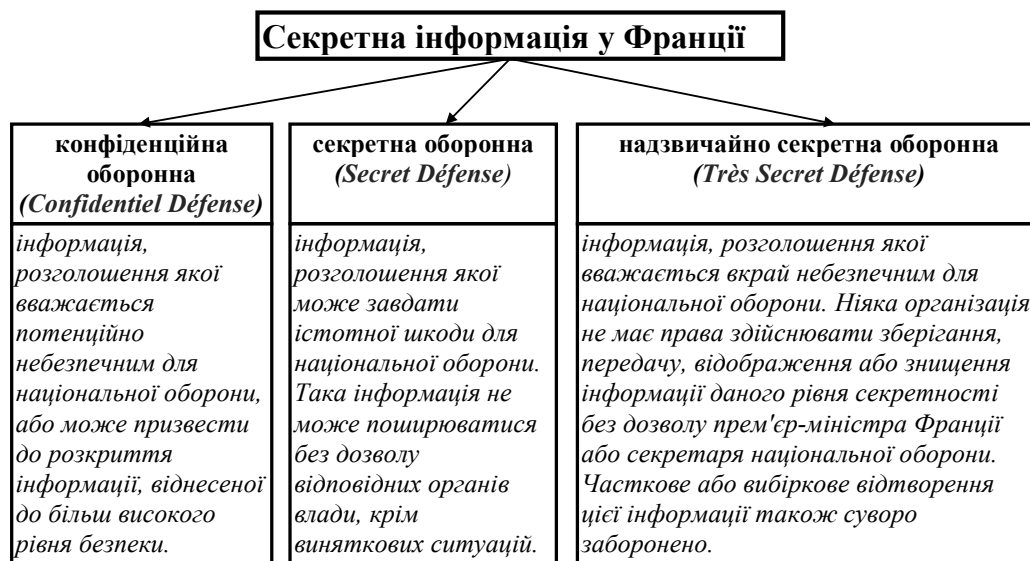 Секретна інформація у Франції
конфіденційна
оборонна
(Confidentiel Défense)
інформація,
розголошення якої
вважається
потенційно
небезпечним для
національної оборони,
або може призвести
до розкриття
інформації, віднесеної
до більш високого
рівня безпеки.
секретна оборонна
(Secret Défense)
інформація,
розголошення якої
може завдати
істотної шкоди для
національної оборони.
Така інформація не
може поширюватися
без дозволу
відповідних органів
влади, крім
виняткових ситуацій.
надзвичайно секретна оборонна
(Très Secret Défense)
інформація, розголошення якої
вважається вкрай небезпечним для
національної оборони. Ніяка організація
не має права здійснювати зберігання,
передачу, відображення або знищення
інформації даного рівня секретності
без дозволу прем'єр-міністра Франції
або секретаря національної оборони.
Часткове або вибіркове відтворення
цієї інформації також суворо
заборонено.